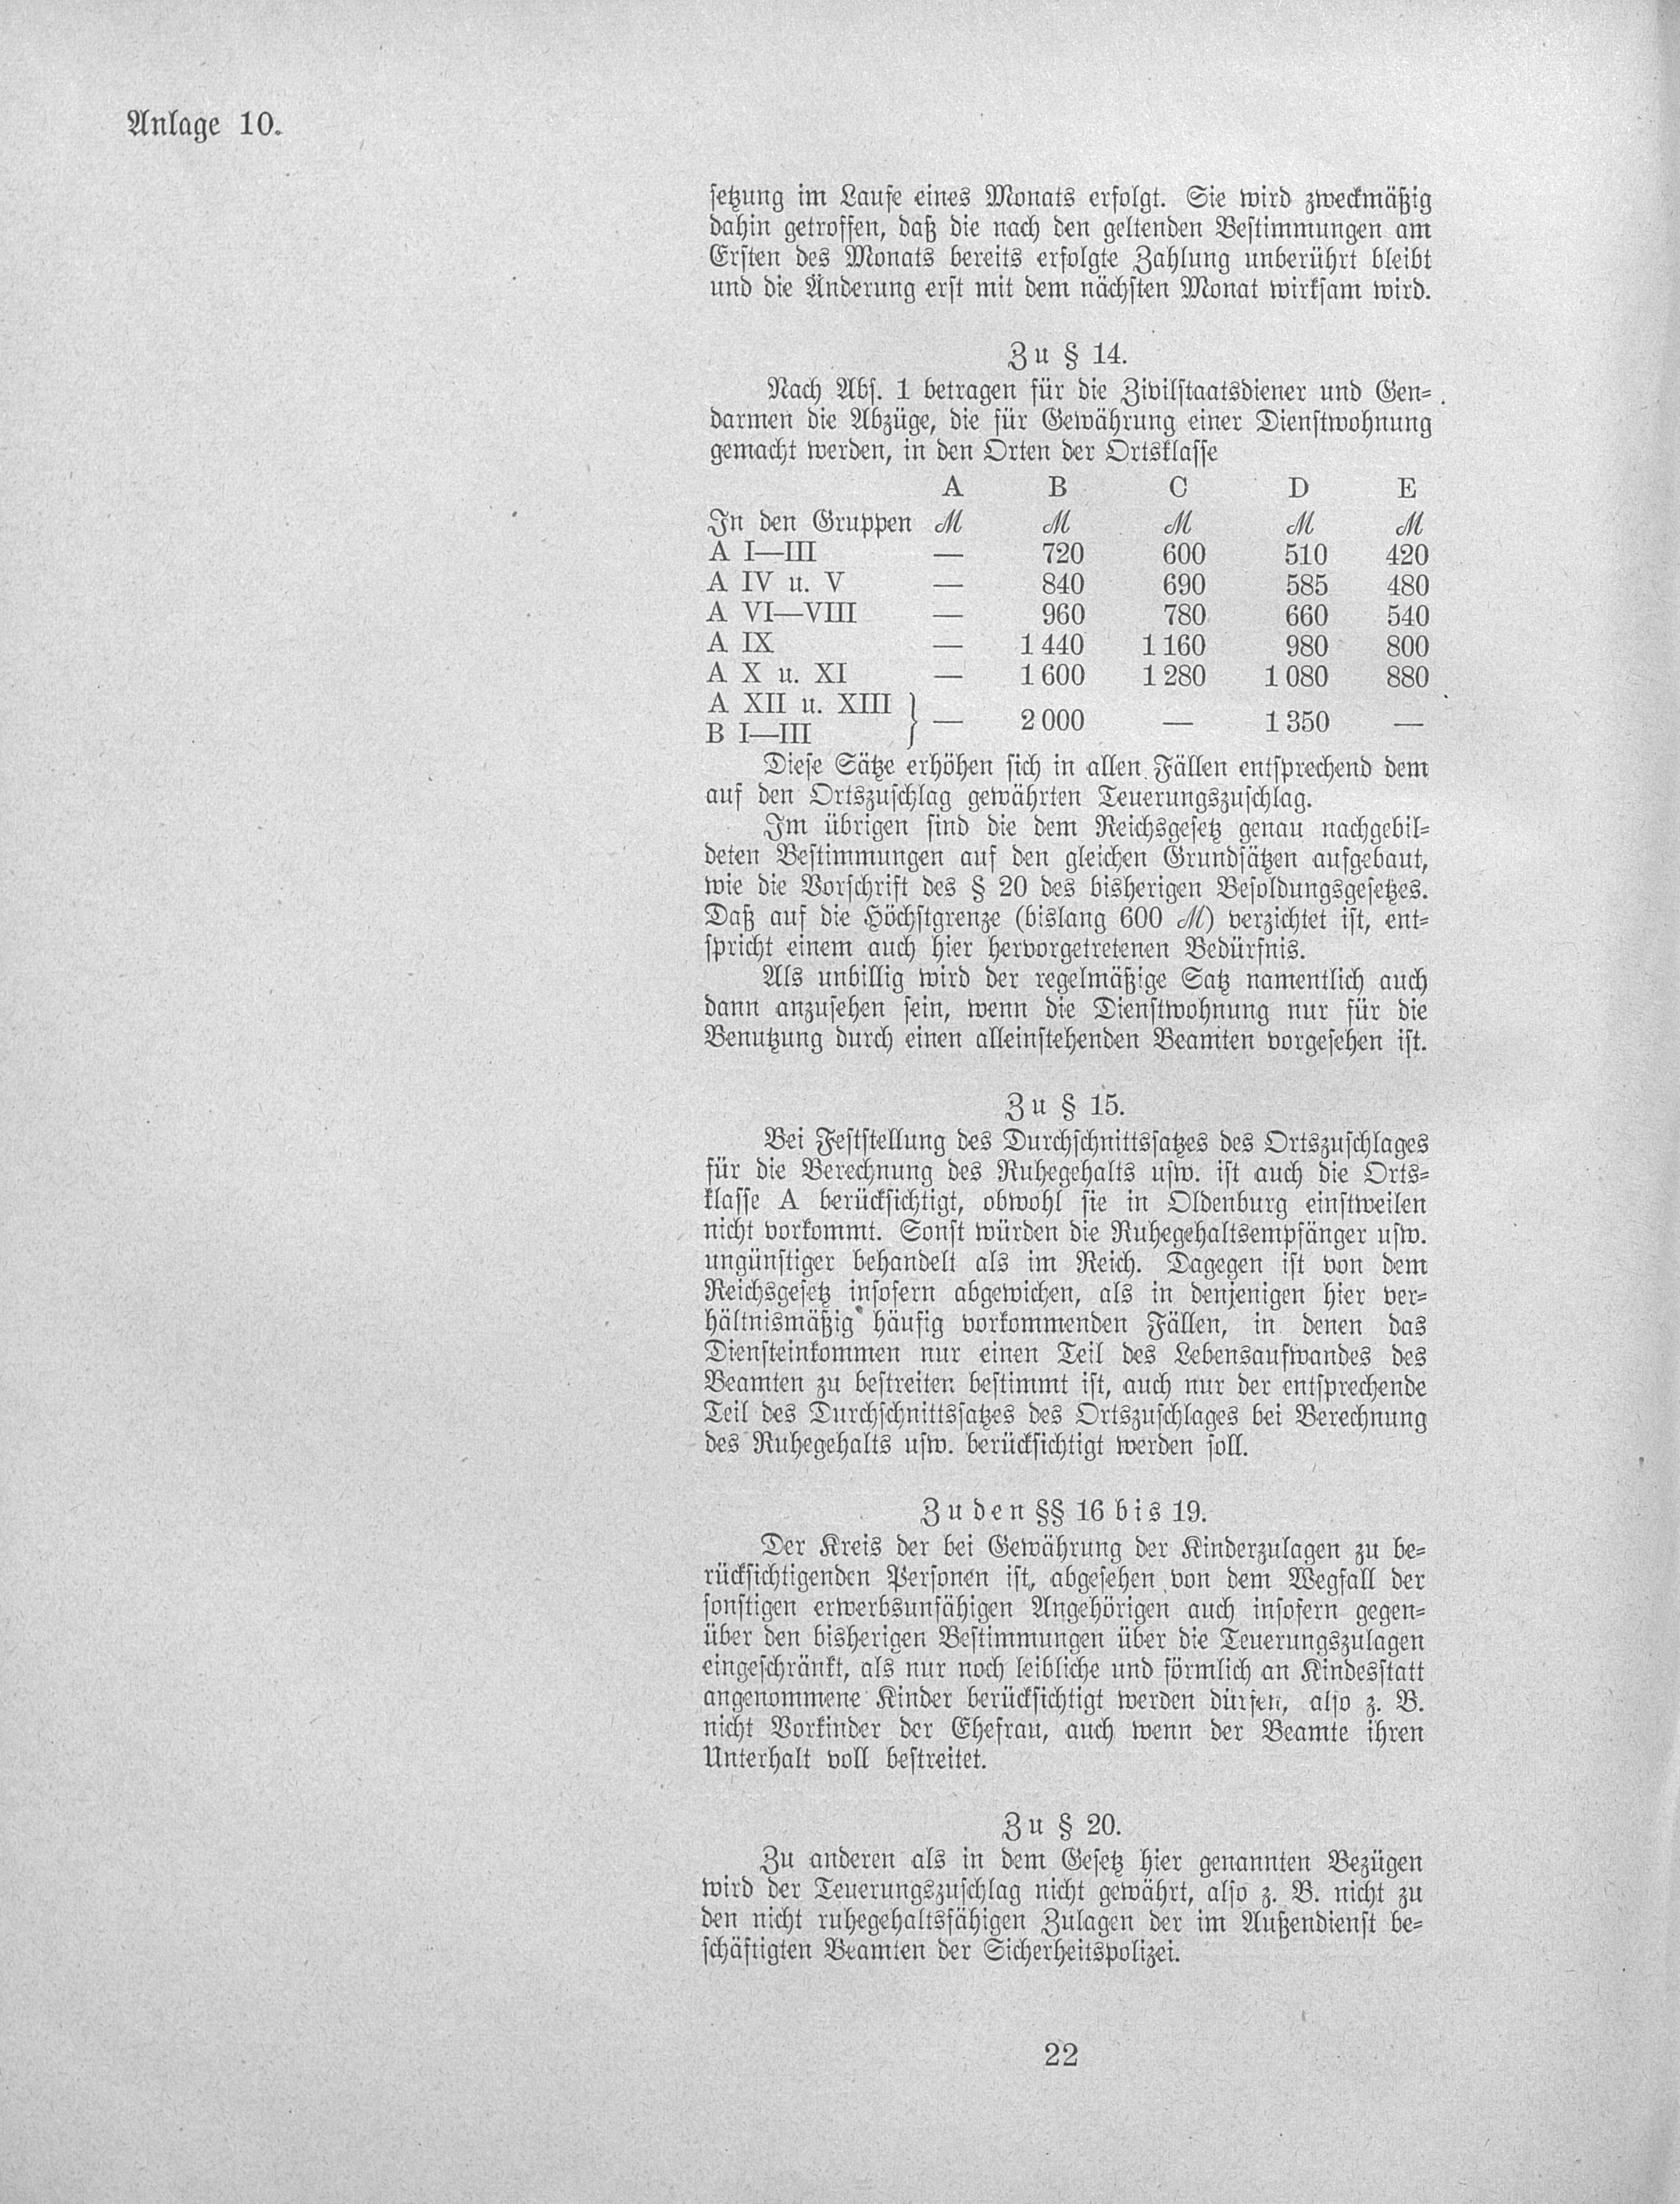 Anlage 10.
setzung im Laufe eines Monats erfolgt. Sie wird zweckmäßig
dahin getroffen, daß die nach den geltenden Bestimmungen am
Ersten des Monats bereits erfolgte Zahlung unberührt bleibt
und die Änderung erst mit dem nächsten Monat wirksam wird.
Zu § 14.
Nach Abs. 1 betragen für die Zivilstaatsdiener und Gen-
darmen die Abzüge, die für Gewährung einer Dienstwohnung
gemacht werden, in den Orten der Ortsklasse
A B C D E
In den Gruppen ℳ ℳ ℳ ℳ ℳ
A I—III — 720 600 510 420
A IV u. V — 840 690 585 480
A VI—VIII — 960 780 660 540
A IX — 1 440 1 160 980 800
A X u. XI — 1 600 1 280 1 080 880
A XII u. XIII
B I—III } — 2 000 — 1 350 —
Diese Sätze erhöhen sich in allen Fällen entsprechend dem
auf den Ortszuschlag gewährten Teuerungszuschlag.
Im übrigen sind die dem Reichsgesetz genau nachgebil-
deten Bestimmungen auf den gleichen Grundsätzen aufgebaut,
wie die Vorschrift des § 20 des bisherigen Besoldungsgesetzes.
Daß auf die Höchstgrenze (bislang 600 ℳ) verzichtet ist, ent-
spricht einem auch hier hervorgetretenen Bedürfnis.
Als unbillig wird der regelmäßige Satz namentlich auch
dann anzusehen sein, wenn die Dienstwohnung nur für die
Benutzung durch einen alleinstehenden Beamten vorgesehen ist.
Zu § 15.
Bei Feststellung des Durchschnittssatzes des Ortszuschlages
für die Berechnung des Ruhegehalts usw. ist auch die Orts-
klasse A berücksichtigt, obwohl sie in Oldenburg einstweilen
nicht vorkommt. Sonst würden die Ruhegehaltsempfänger usw.
ungünstiger behandelt als im Reich. Dagegen ist von dem
Reichsgesetz insofern abgewichen, als in denjenigen hier ver-
hältnismäßig häufig vorkommenden Fällen, in denen das
Diensteinkommen nur einen Teil des Lebensaufwandes des
Beamten zu bestreiten bestimmt ist, auch nur der entsprechende
Teil des Durchschnittssatzes des Ortszuschlages bei Berechnung
des Ruhegehalts usw. berücksichtigt werden soll.
Zu den §§ 16 bis 19.
Der Kreis der bei Gewährung der Kinderzulagen zu be-
rücksichtigenden Personen ist, abgesehen von dem Wegfall der
sonstigen erwerbsunfähigen Angehörigen auch insofern gegen-
über den bisherigen Bestimmungen über die Teuerungszulagen
eingeschränkt, als nur noch leibliche und förmlich an Kindesstatt
angenommene Kinder berücksichtigt werden dürfen, also z. B.
nicht Vorkinder der Ehefrau, auch wenn der Beamte ihren
Unterhalt voll bestreitet.
Zu § 20.
Zu anderen als in dem Gesetz hier genannten Bezügen
wird der Teuerungszuschlag nicht gewährt, also z. B. nicht zu
den nicht ruhegehaltsfähigen Zulagen der im Außendienst be-
schäftigten Beamten der Sicherheitspolizei.
22